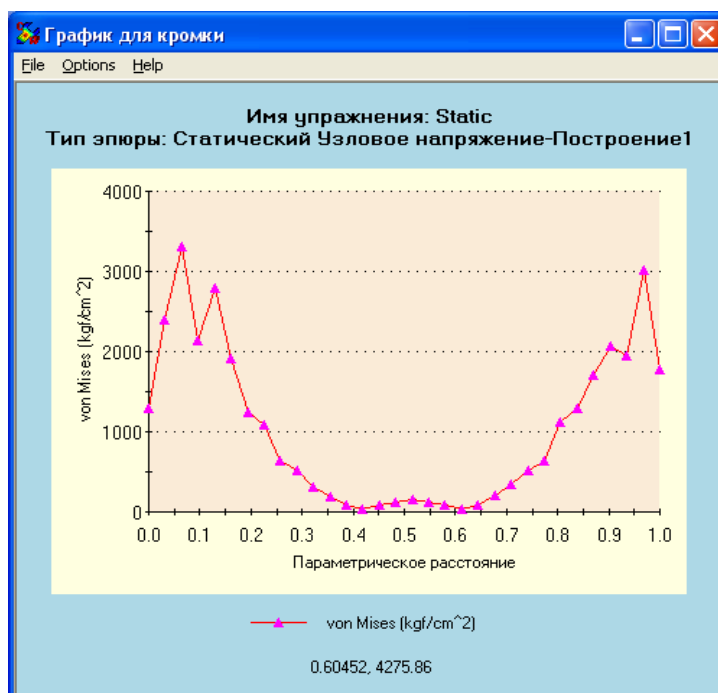 График для кромки
File Options Help
Имя упражнения: Static
Тип эпюры: Статический Узловое напряжение-Построение1
4000
3000
2000
1000
0
von Mises (kgf/cm^2)
0.0 0.1 0.2 0.3 0.4 0.5 0.6 0.7 0.8 0.9 1.0
Параметрическое расстояние
von Mises (kgf/cm^2)
0.60452, 4275.86